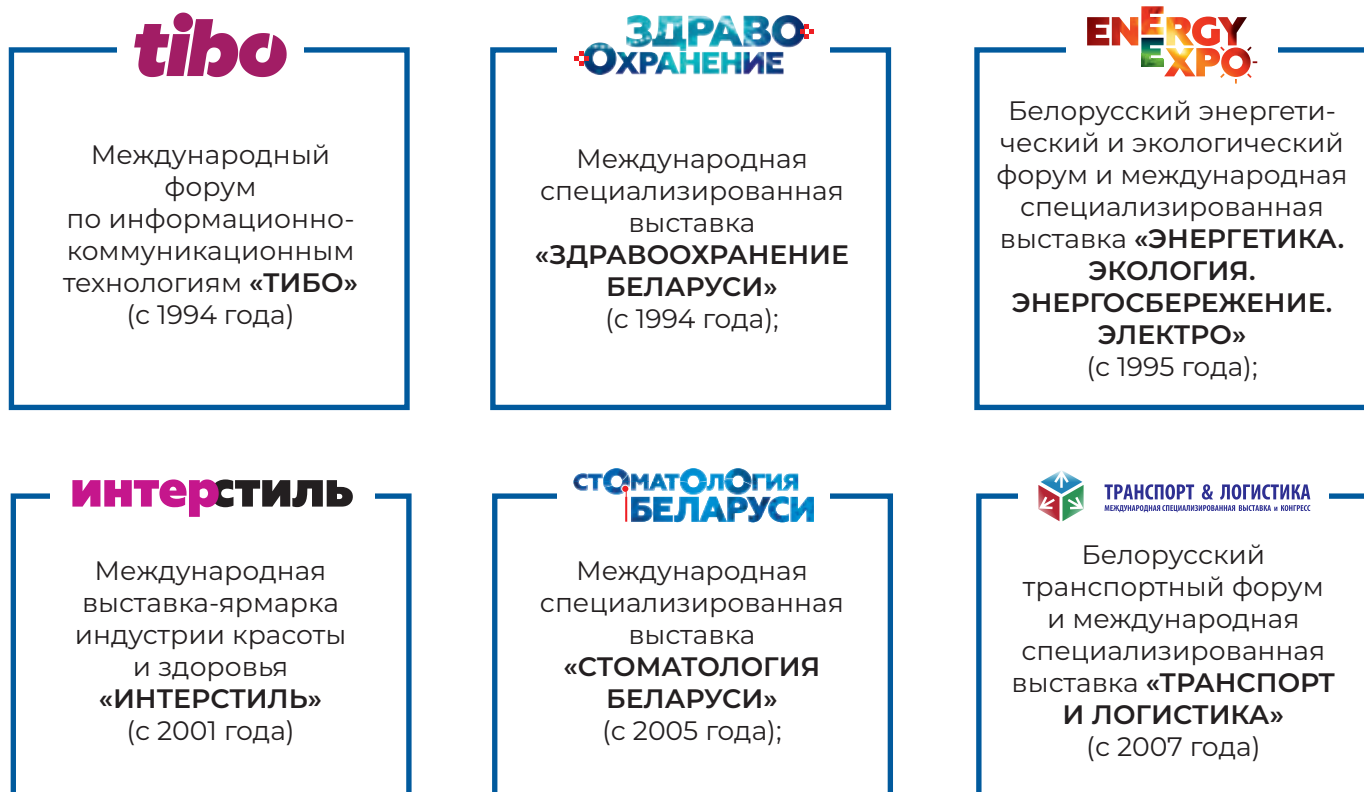 tibo
Международный
форум
по информационно-
коммуникационным
технологиям «ТИБО»
(с 1994 года)
ЗДРАВО
ОХРАНЕНИЕ
Международная
специализированная
выставка
«ЗДРАВООХРАНЕНИЕ
БЕЛАРУСИ»
(с 1994 года);
ENERGY
EXPO
Белорусский энергети-
ческий и экологический
форум и международная
специализированная
выставка «ЭНЕРГЕТИКА.
ЭКОЛОГИЯ.
ЭНЕРГОСБЕРЕЖЕНИЕ.
ЭЛЕКТРО»
(с 1995 года);
интерстиль
Международная
выставка-ярмарка
индустрии красоты
и здоровья
«ИНТЕРСТИЛЬ»
(с 2001 года)
СТОМАТОЛОГИЯ
БЕЛАРУСИ
Международная
специализированная
выставка
«СТОМАТОЛОГИЯ
БЕЛАРУСИ»
(с 2005 года);
ТРАНСПОРТ & ЛОГИСТИКА
МЕЖДУНАРОДНАЯ СПЕЦИАЛИЗИРОВАННАЯ ВЫСТАВКА и КОНГРЕСС
Белорусский
транспортный форум
и международная
специализированная
выставка «ТРАНСПОРТ
И ЛОГИСТИКА»
(с 2007 года)